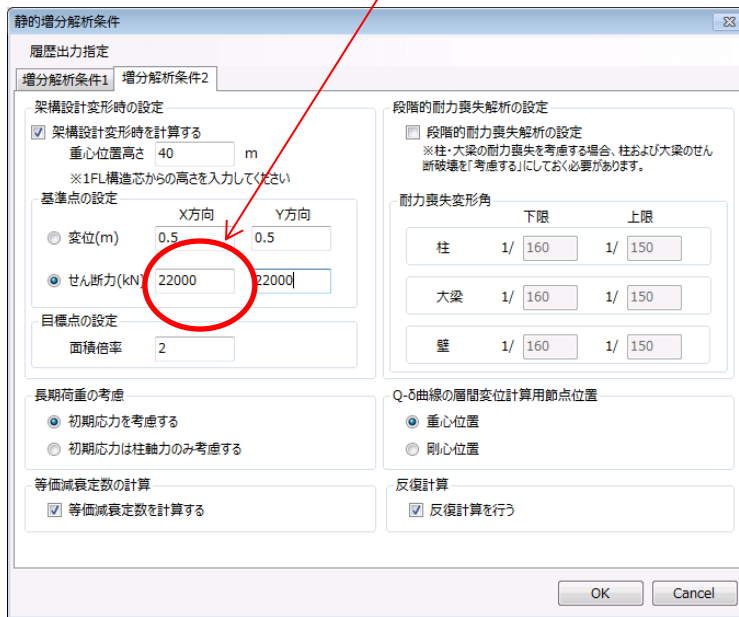 静的増分解析条件
履歴出力指定
増分解析条件1 増分解析条件2
架構設計変形時の設定
架構設計変形時を計算する
重心位置高さ 40 m
※1FL構造芯からの高さを入力してください
基準点の設定
X方向 Y方向
変位(m) 0.5 0.5
せん断力(kN) 22000 22000
目標点の設定
面積倍率 2
長期荷重の考慮
初期応力を考慮する
初期応力は柱軸力のみ考慮する
等価減衰定数の計算
等価減衰定数を計算する
段階的耐力喪失解析の設定
段階的耐力喪失解析の設定
※柱・大梁の耐力喪失を考慮する場合、柱および大梁のせん
断破壊を「考慮する」にしておく必要があります。
耐力喪失変形角
下限 上限
柱 1/ 160 1/ 150
大梁 1/ 160 1/ 150
壁 1/ 160 1/ 150
Q-δ曲線の層間変位計算用節点位置
重心位置
剛心位置
反復計算
反復計算を行う
OK Cancel